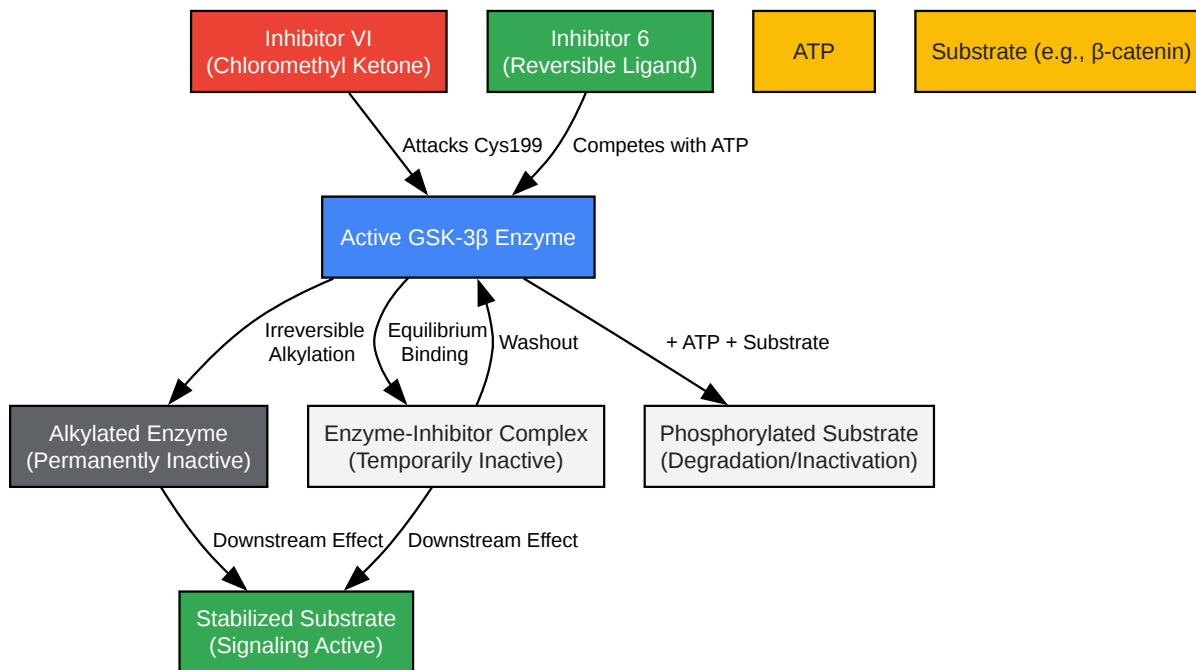 Inhibitor VI
(Chloromethyl Ketone)
Inhibitor 6
(Reversible Ligand)
ATP
Substrate (e.g., β-catenin)
Attacks Cys199
Competes with ATP
Active GSK-3β Enzyme
Irreversible
Alkylation
Equilibrium
Binding
Washout
+ ATP + Substrate
Alkylated Enzyme
(Permanently Inactive)
Enzyme-Inhibitor Complex
(Temporarily Inactive)
Phosphorylated Substrate
(Degradation/Inactivation)
Downstream Effect
Downstream Effect
Stabilized Substrate
(Signaling Active)